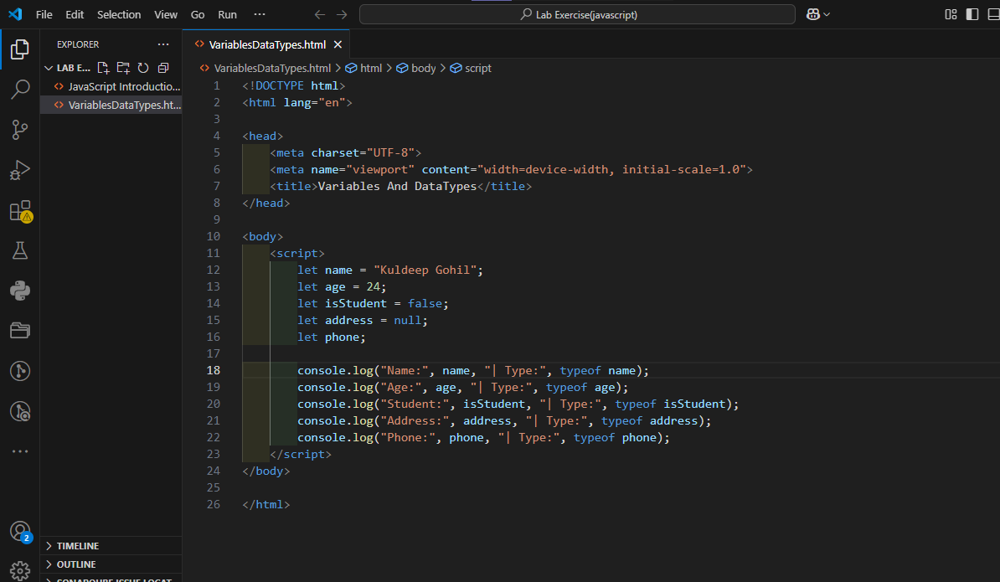 File Edit Selection View Go Run ···
Lab Exercise(javascript)
EXPLORER ···
LAB E...
JavaScript Introductio...
VariablesDataTypes.ht...
TIMELINE
OUTLINE
SONARQUBE ISSUE LOCAT
2
VariablesDataTypes.html
VariablesDataTypes.html > html > body > script
1 <!DOCTYPE html>
2 <html lang="en">
3
4 <head>
5 <meta charset="UTF-8">
6 <meta name="viewport" content="width=device-width, initial-scale=1.0">
7 <title>Variables And DataTypes</title>
8 </head>
9
10 <body>
11 <script>
12 let name = "Kuldeep Gohil";
13 let age = 24;
14 let isStudent = false;
15 let address = null;
16 let phone;
17
18 console.log("Name:", name, "| Type:", typeof name);
19 console.log("Age:", age, "| Type:", typeof age);
20 console.log("Student:", isStudent, "| Type:", typeof isStudent);
21 console.log("Address:", address, "| Type:", typeof address);
22 console.log("Phone:", phone, "| Type:", typeof phone);
23 </script>
24 </body>
25
26 </html>